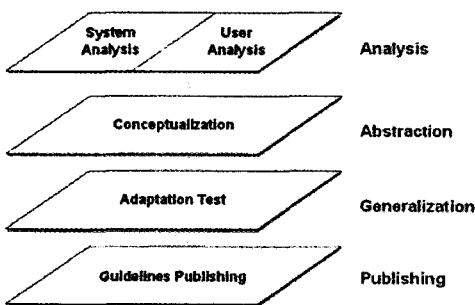 System Analysis
User Analysis
Analysis
Conceptualization
Abstraction
Adaptation Test
Generalization
Guidelines Publishing
Publishing